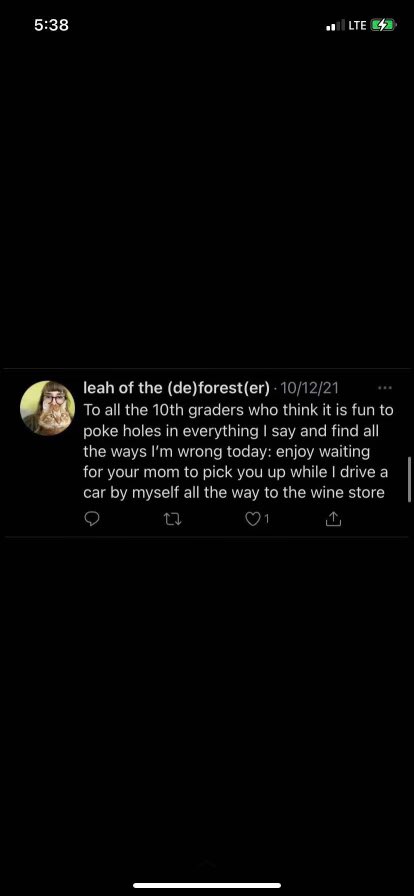 5:38
LTE
leah of the (de)forest(er) · 10/12/21
To all the 10th graders who think it is fun to
poke holes in everything I say and find all
the ways I’m wrong today: enjoy waiting
for your mom to pick you up while I drive a
car by myself all the way to the wine store
1